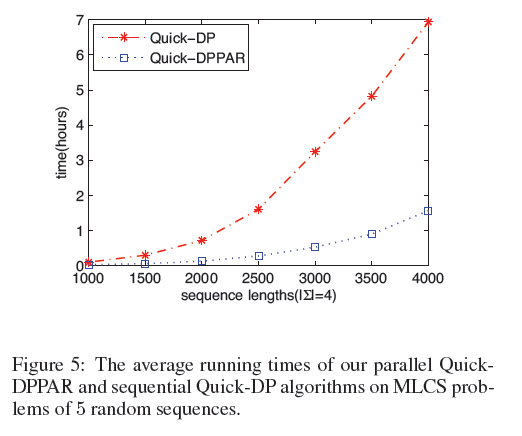 7
6
5
4
3
2
1
0
time(hours)
Quick−DP
Quick−DPPAR
1000 1500 2000 2500 3000 3500 4000
sequence lengths(|Σ|=4)
Figure 5: The average running times of our parallel Quick-
DPPAR and sequential Quick-DP algorithms on MLCS prob-
lems of 5 random sequences.